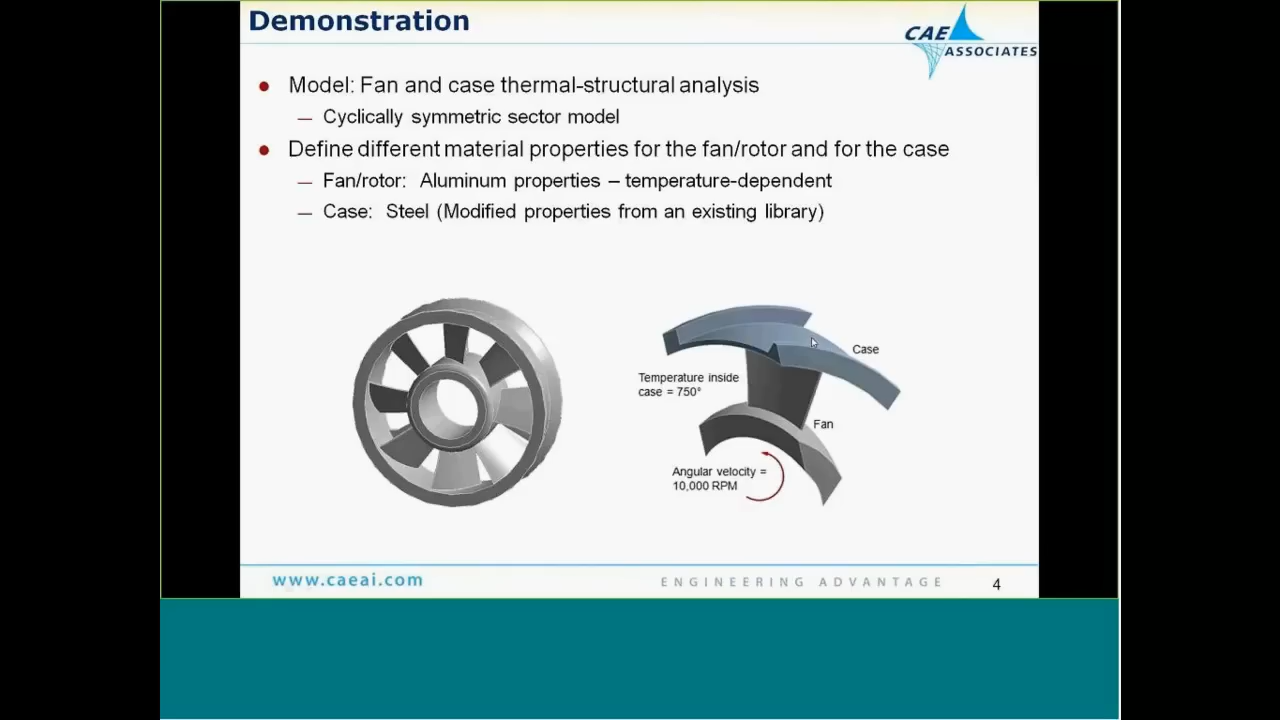 Demonstration
CAE
ASSOCIATES
● Model: Fan and case thermal-structural analysis
— Cyclically symmetric sector model
● Define different material properties for the fan/rotor and for the case
— Fan/rotor: Aluminum properties – temperature-dependent
— Case: Steel (Modified properties from an existing library)
Case
Temperature inside
case = 750°
Fan
Angular velocity =
10,000 RPM
www.caeai.com
ENGINEERING ADVANTAGE
4